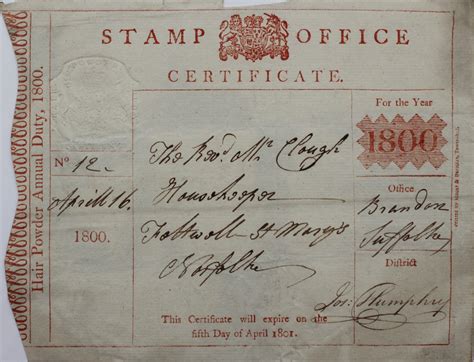 STAMP OFFICE
CERTIFICATE.
Hair Powder Annual Duty, 1800.
For the Year
1800
No 12.
April 16
1800.
The Revd Mr Clough
Housekeeper
Feltwell St Mary's
Norfolk
Office
Brandon
Suffolk
District
Jos: Humphry
This Certificate will expire on the
fifth Day of April 1801.